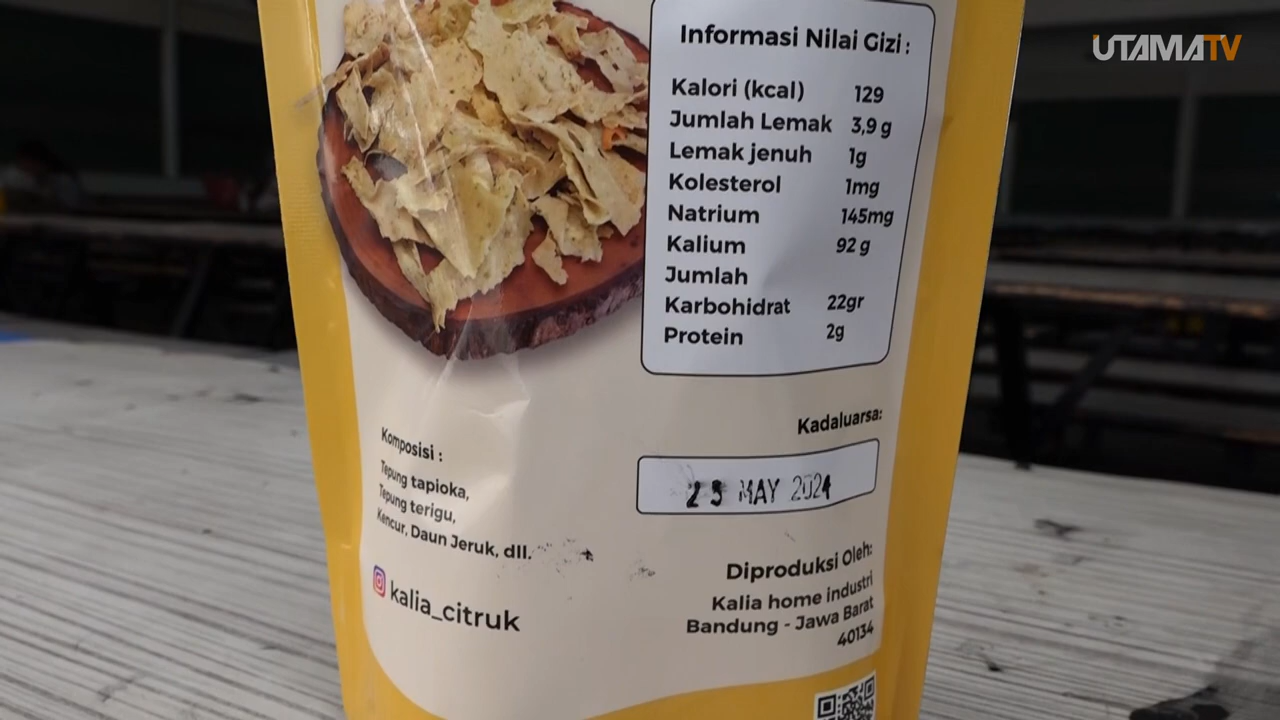 UTAMATV
Informasi Nilai Gizi :
Kalori (kcal) 129
Jumlah Lemak 3,9 g
Lemak jenuh 1g
Kolesterol 1mg
Natrium 145mg
Kalium 92 g
Jumlah
Karbohidrat 22gr
Protein 2g
Komposisi :
Tepung tapioka,
Tepung terigu,
Kencur, Daun Jeruk, dll.
kalia_citruk
Kadaluarsa:
MAY 2024
Diproduksi Oleh:
Kalia home industri
Bandung - Jawa Barat
40134